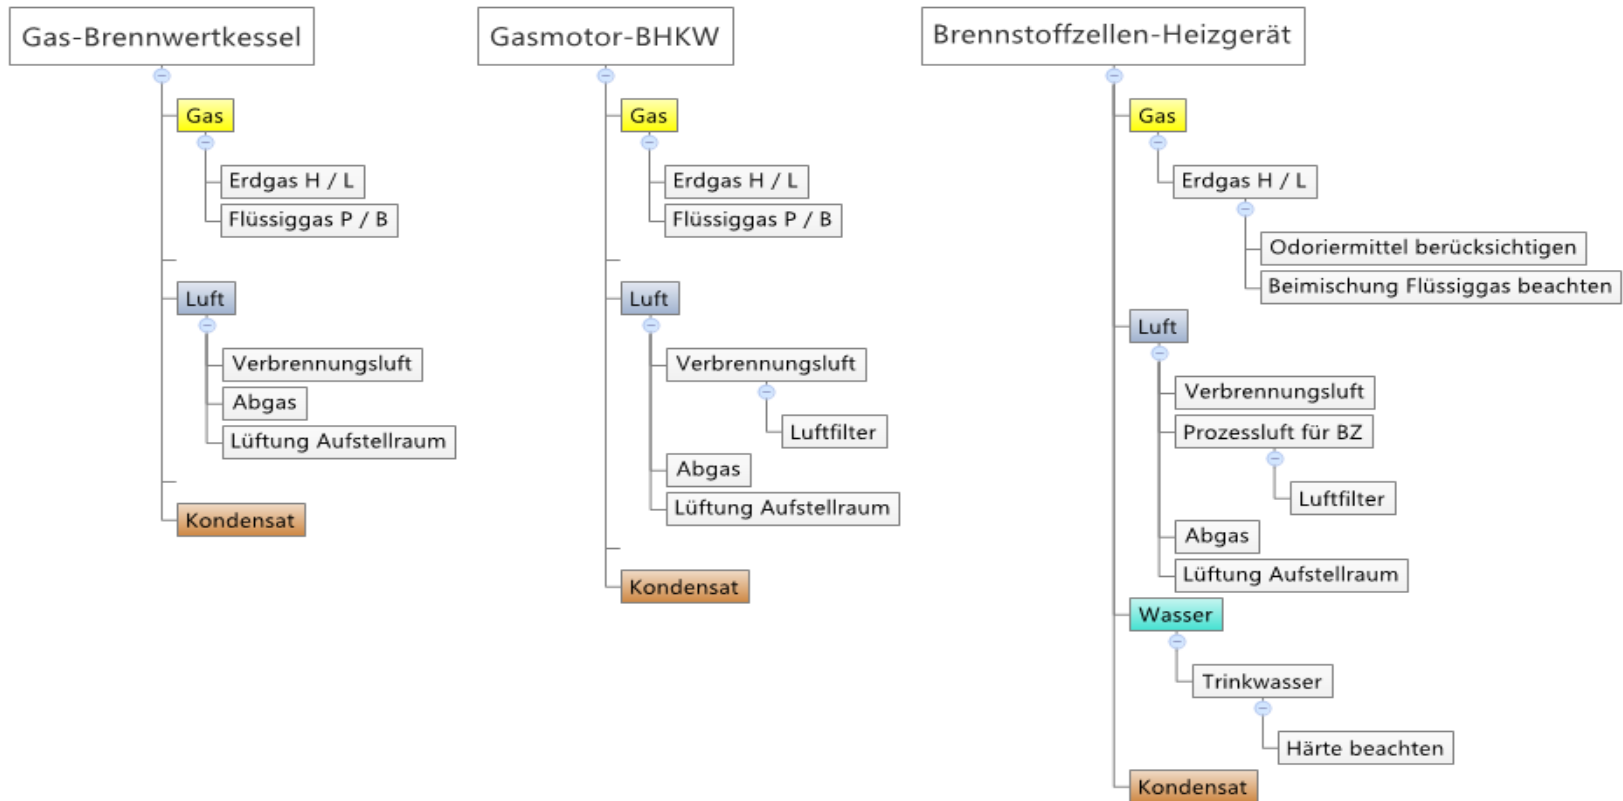 Gas-Brennwertkessel
Gas
Erdgas H / L
Flüssiggas P / B
Luft
Verbrennungsluft
Abgas
Lüftung Aufstellraum
Kondensat
Gasmotor-BHKW
Gas
Erdgas H / L
Flüssiggas P / B
Luft
Verbrennungsluft
Luftfilter
Abgas
Lüftung Aufstellraum
Kondensat
Brennstoffzellen-Heizgerät
Gas
Erdgas H / L
Odoriermittel berücksichtigen
Beimischung Flüssiggas beachten
Luft
Verbrennungsluft
Prozessluft für BZ
Luftfilter
Abgas
Lüftung Aufstellraum
Wasser
Trinkwasser
Härte beachten
Kondensat